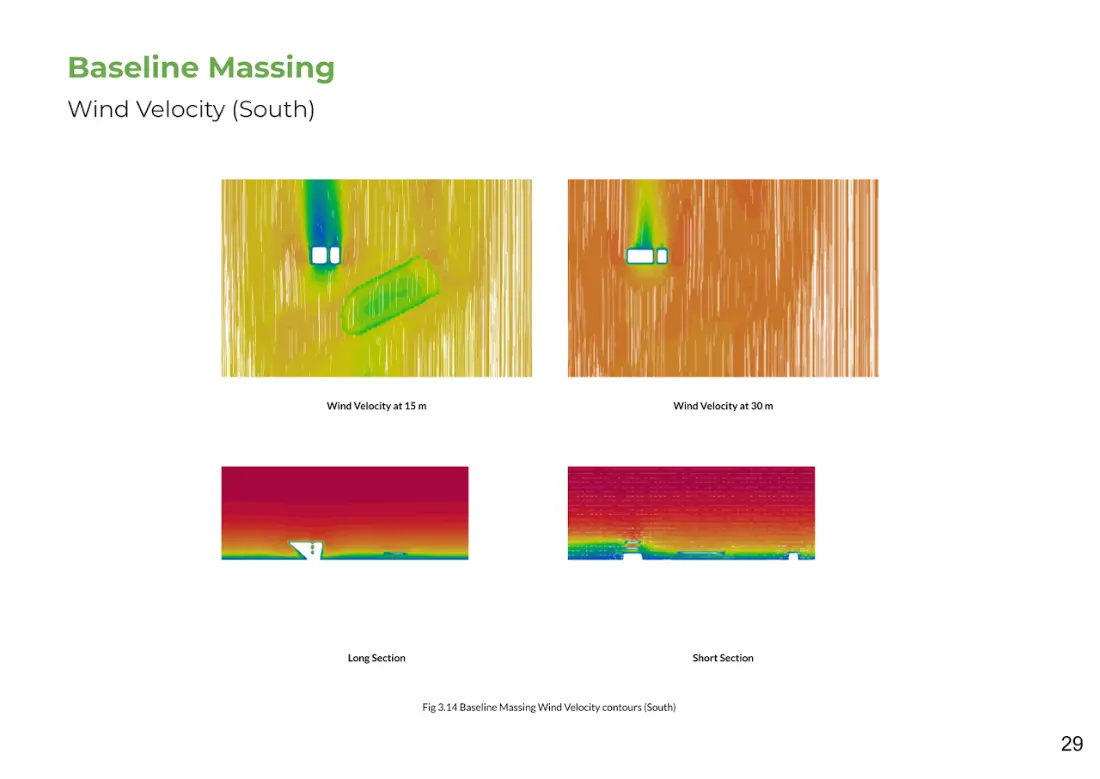 Baseline Massing
Wind Velocity (South)
Wind Velocity at 15 m
Wind Velocity at 30 m
Long Section
Short Section
Fig 3.14 Baseline Massing Wind Velocity contours (South)
29